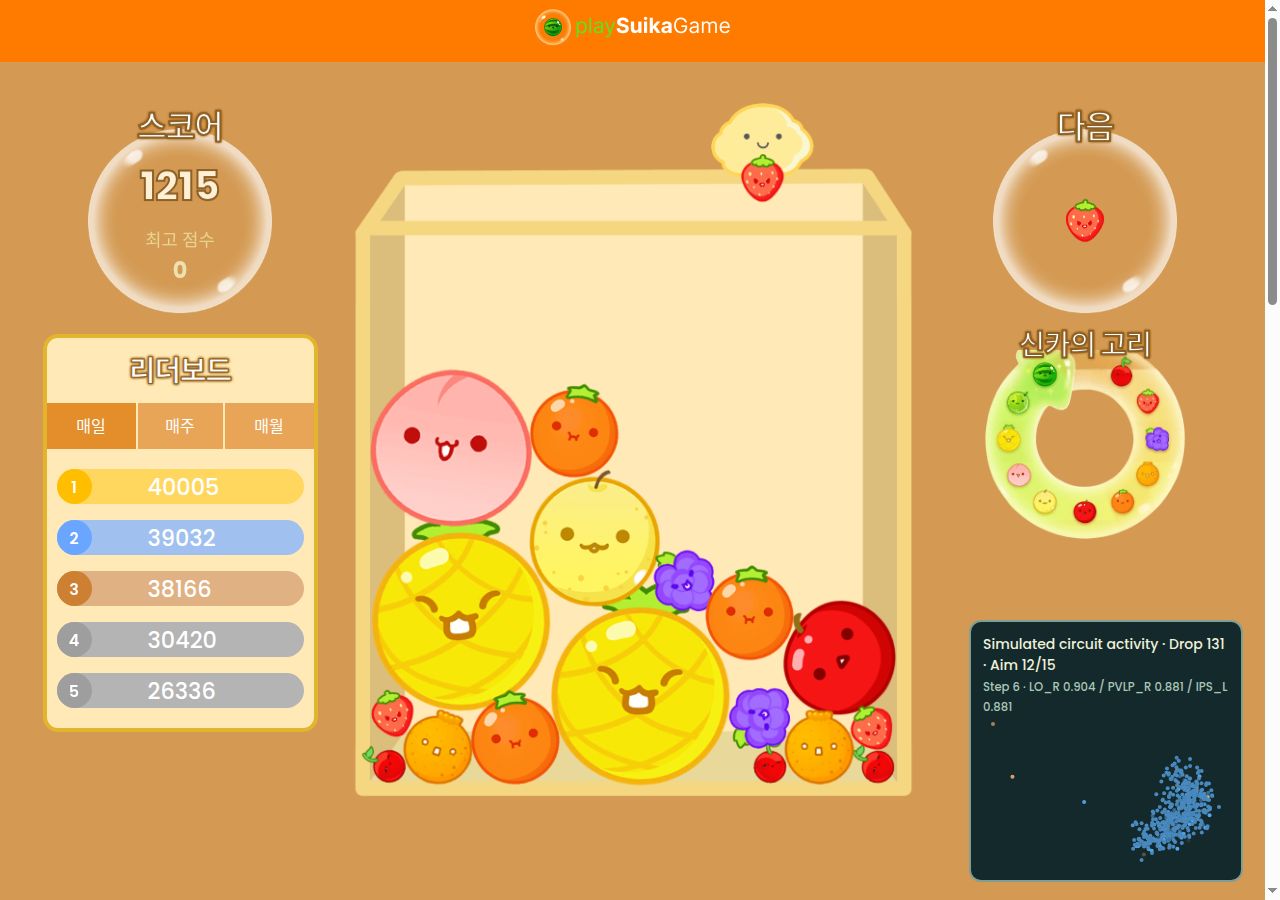 playSuikaGame
스코어
1215
최고 점수
0
다음
신카의 고리
리더보드
매일 매주 매월
1 40005
2 39032
3 38166
4 30420
5 26336
Simulated circuit activity · Drop 131
· Aim 12/15
Step 6 · LO_R 0.904 / PVLP_R 0.881 / IPS_L
0.881